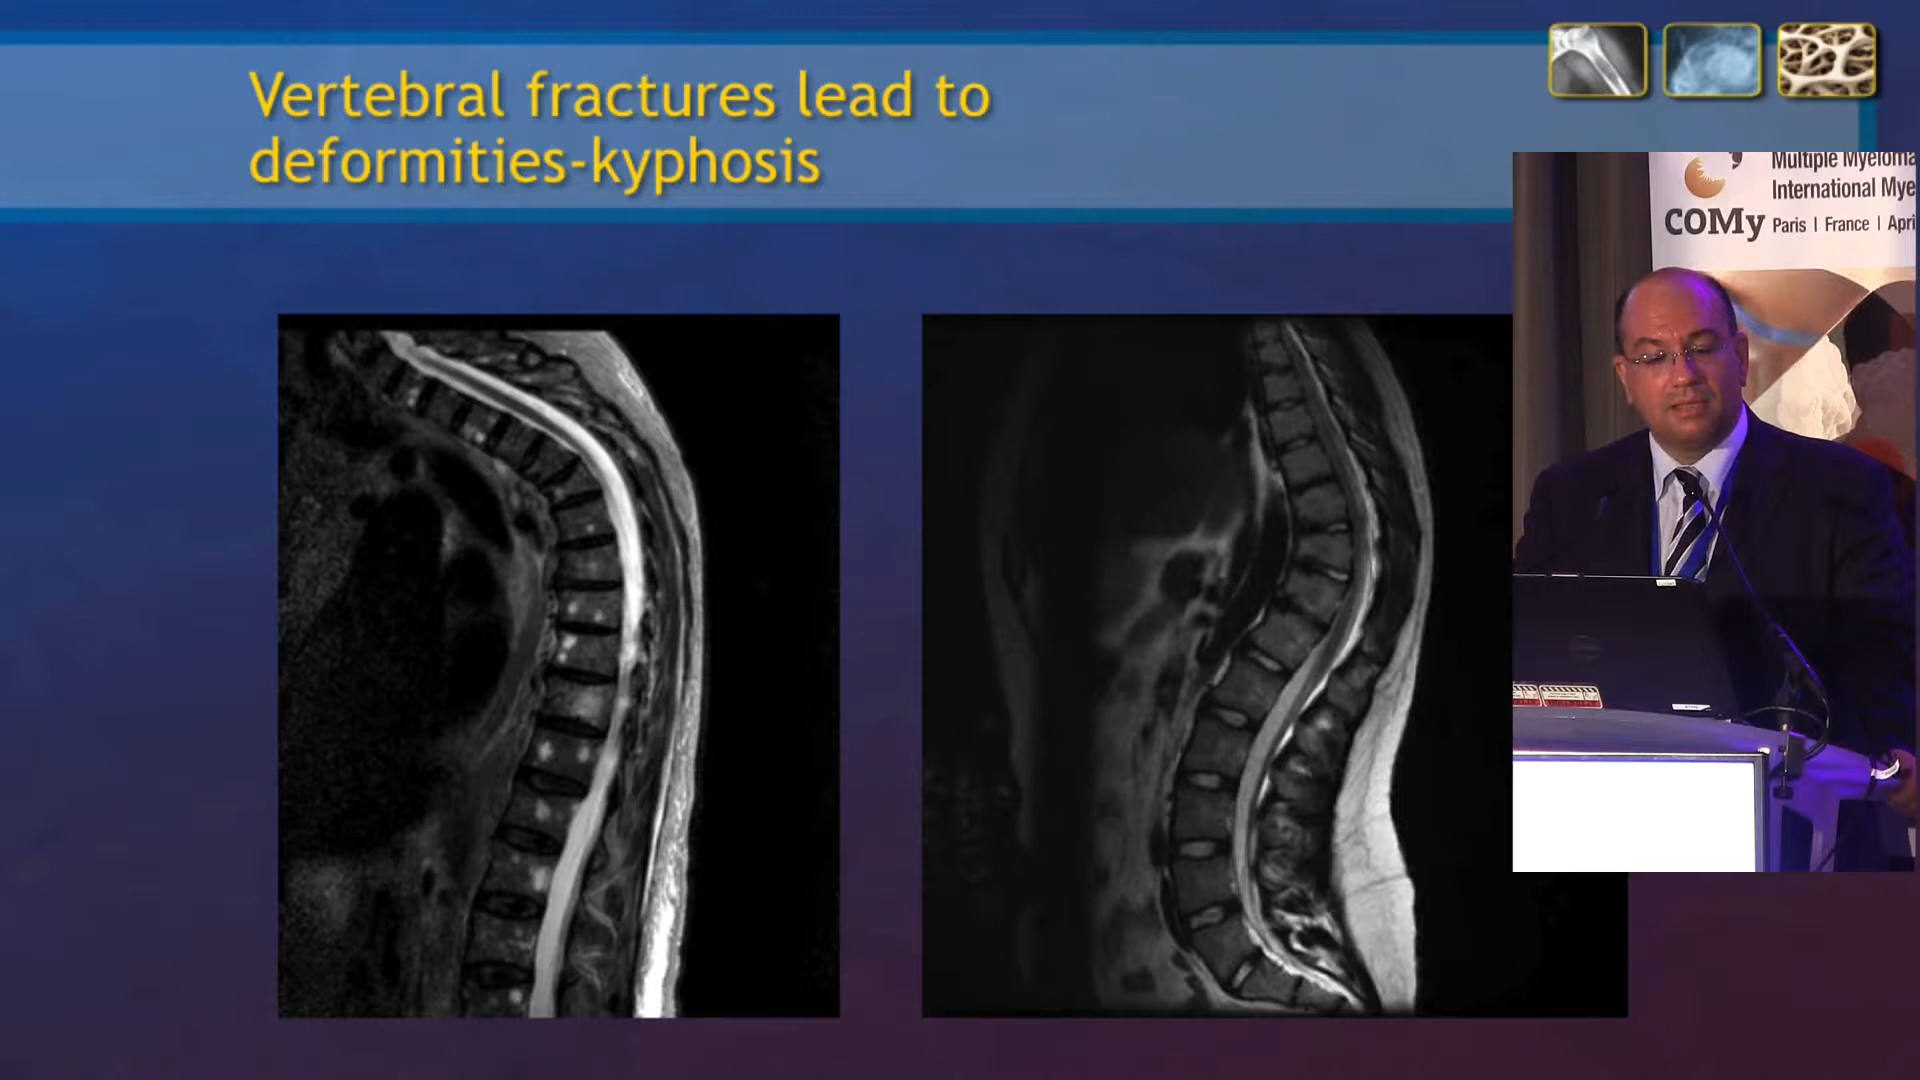 Vertebral fractures lead to
deformities-kyphosis
Multiple Myeloma
International Mye
COMy
Paris | France | Apri